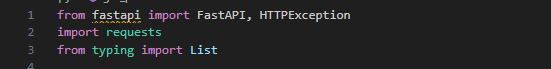 1 from fastapi import FastAPI, HTTPException
2 import requests
3 from typing import List
4